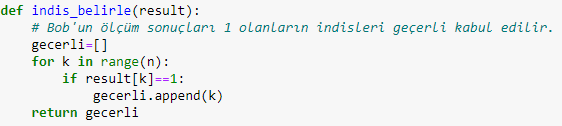 def indis_belirle(result):
    # Bob'un ölçüm sonuçları 1 olanların indisleri geçerli kabul edilir.
    gecerli=[]
    for k in range(n):
        if result[k]==1:
            gecerli.append(k)
    return gecerli